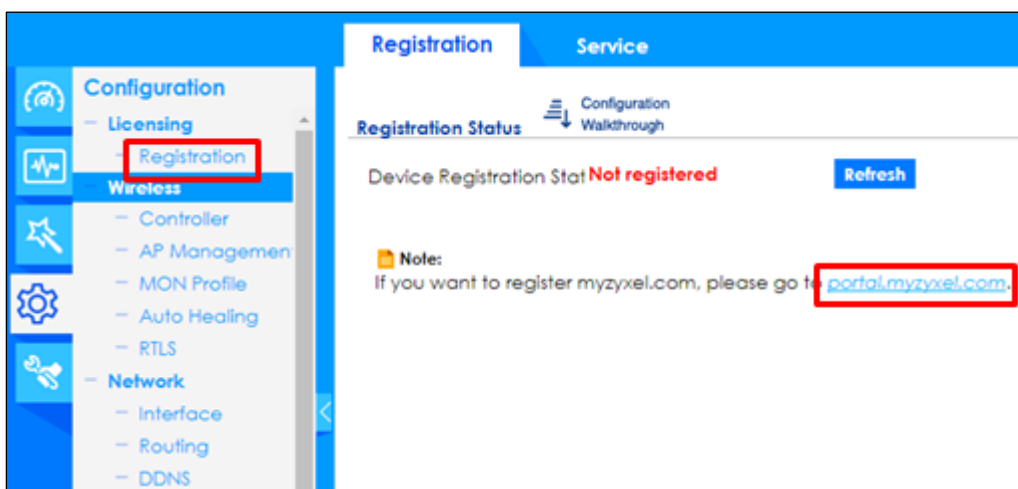 Registration
Service
Configuration
Licensing
Registration
Wireless
Controller
AP Managemen
MON Profile
Auto Healing
RTLS
Network
Interface
Routing
DDNS
Registration Status
Configuration
Walkthrough
Device Registration Stat Not registered
Refresh
Note:
If you want to register myzyxel.com, please go to portal.myzyxel.com.